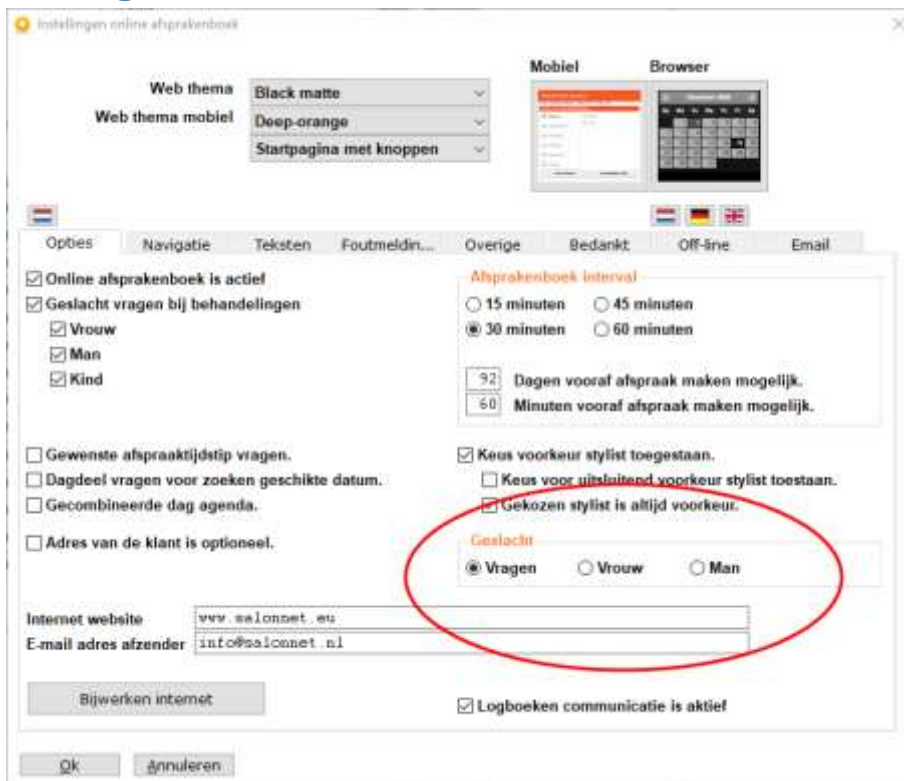 Instellingen online afsprakenboek
Mobiel Browser
Web thema Black matte
Web thema mobiel Deep-orange
Startpagina met knoppen
Opties Navigatie Teksten Foutmeldin... Overige Bedankt Off-line Email
Online afsprakenboek is actief
Geslacht vragen bij behandelingen
Vrouw
Man
Kind
Afsprakenboek interval
15 minuten 45 minuten
30 minuten 60 minuten
92 Dagen vooraf afspraak maken mogelijk.
60 Minuten vooraf afspraak maken mogelijk.
Gewenste afspraaktijdstip vragen.
Dagdeel vragen voor zoeken geschikte datum.
Gecombineerde dag agenda.
Adres van de klant is optioneel.
Keus voorkeur stylist toegestaan.
Keus voor uitsluitend voorkeur stylist toestaan.
Gekozen stylist is altijd voorkeur.
Geslacht
Vragen Vrouw Man
Internet website www.salonnet.eu
E-mail adres afzender info@salonnet.nl
Bijwerken internet
Logboeken communicatie is aktief
Ok Annuleren